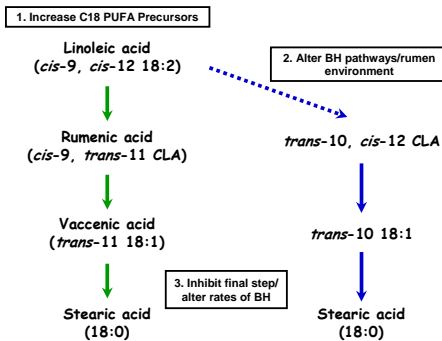 1. Increase C18 PUFA Precursors
Linoleic acid
(cis-9, cis-12 18:2)
2. Alter BH pathways/rumen
environment
Rumenic acid
(cis-9, trans-11 CLA)
trans-10, cis-12 CLA
Vaccenic acid
(trans-11 18:1)
trans-10 18:1
3. Inhibit final step/
alter rates of BH
Stearic acid
(18:0)
Stearic acid
(18:0)